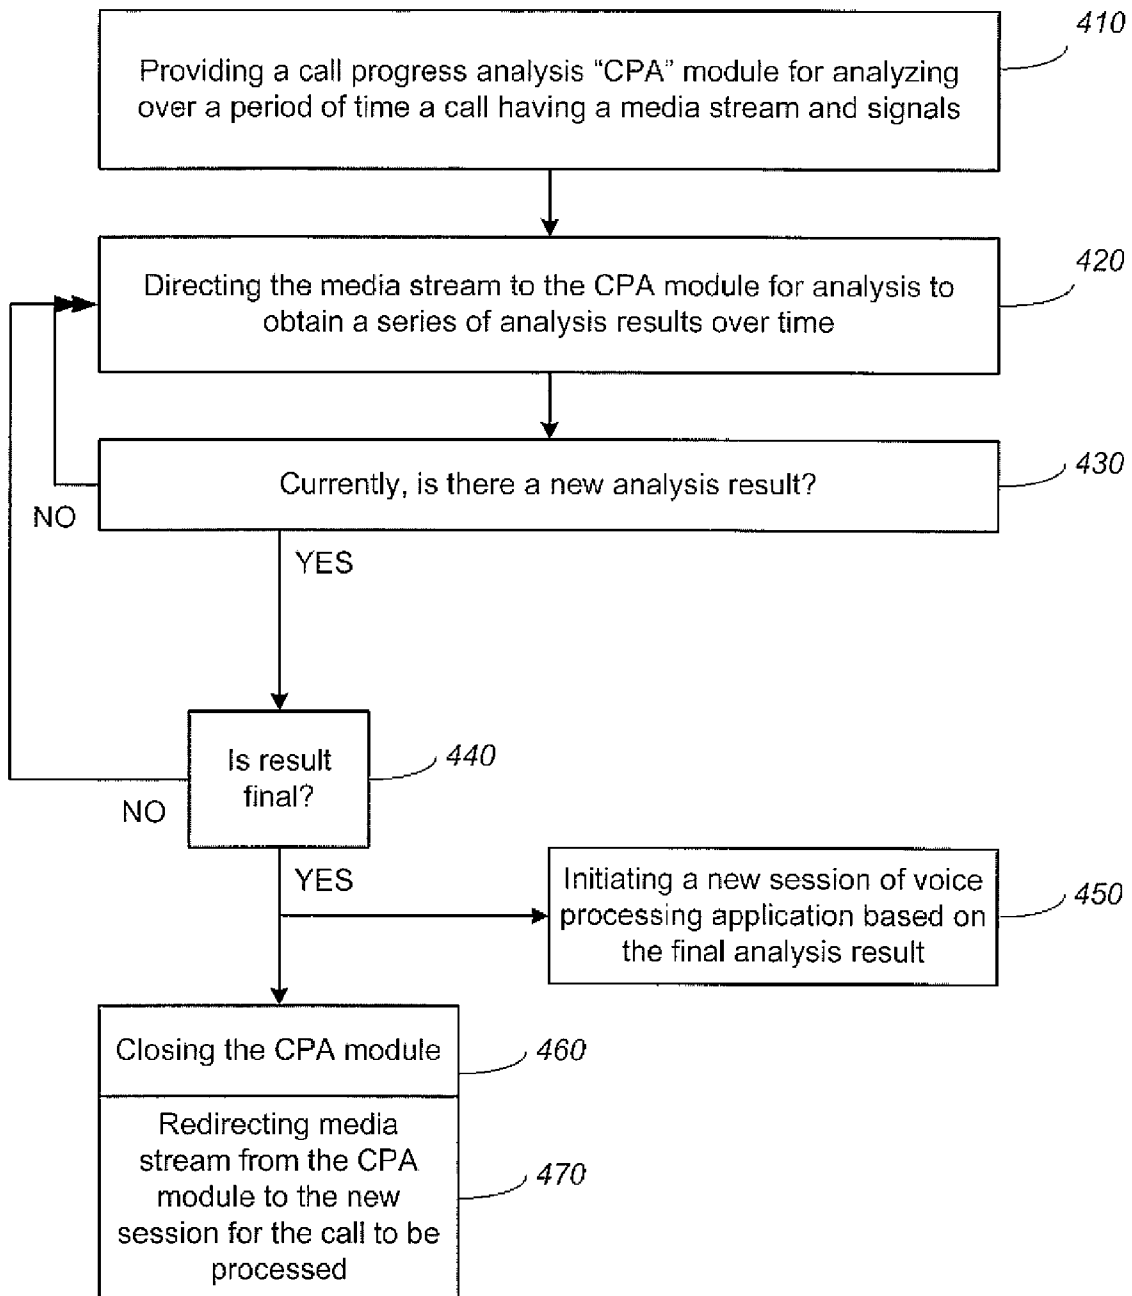 410
Providing a call progress analysis “CPA” module for analyzing
over a period of time a call having a media stream and signals
420
Directing the media stream to the CPA module for analysis to
obtain a series of analysis results over time
430
Currently, is there a new analysis result?
NO
YES
Is result
final?
440
NO
YES
Initiating a new session of voice
processing application based on
the final analysis result
450
Closing the CPA module
460
Redirecting media
stream from the CPA
module to the new
session for the call to be
processed
470